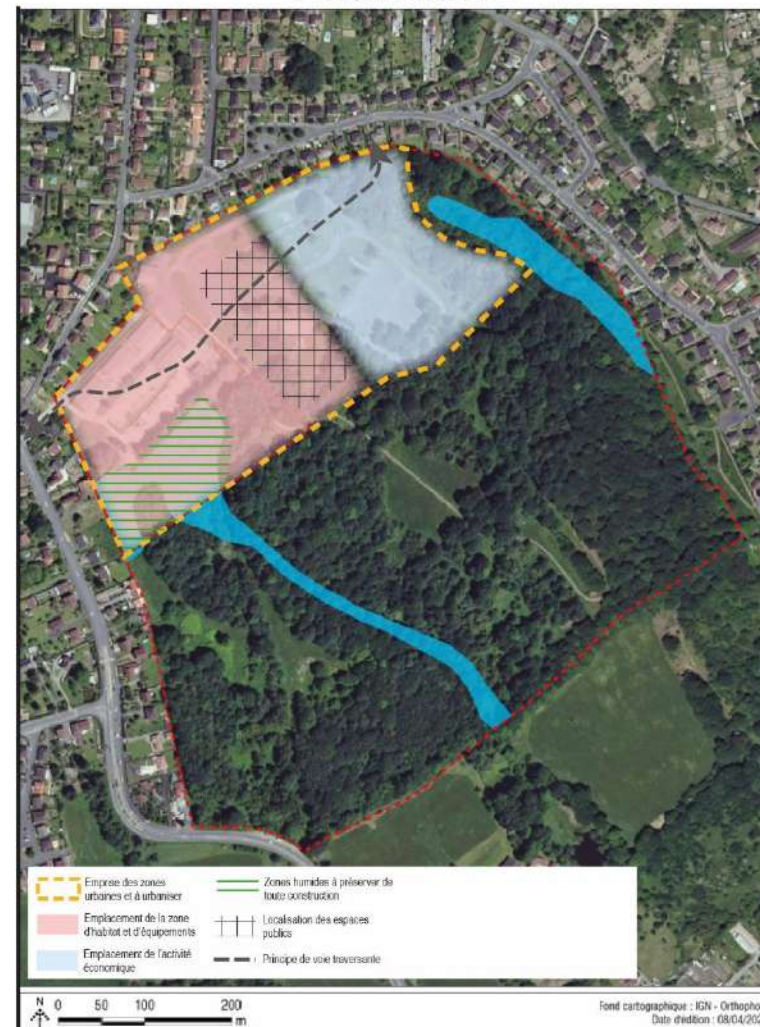 Emprise des zones
urbaines et à urbaniser
Emplacement de la zone
d'habitat et d'équipements
Emplacement de l'activité
économique
Zones humides à préserver de
toute construction
Localisation des espaces
publics
Principe de voie traversante
N
0 50 100 200
m
Fond cartographique : IGN - Orthopho
Date d'édition : 08/04/202